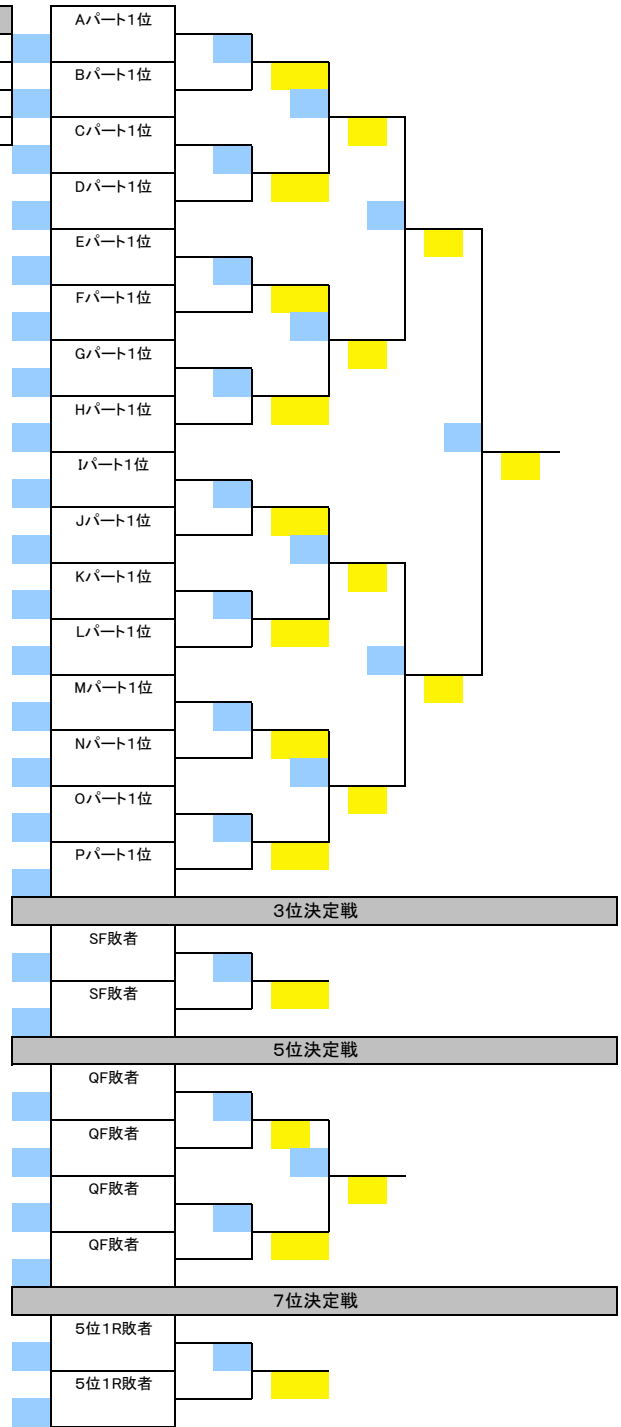 Aパート1位
Bパート1位
Cパート1位
Dパート1位
Eパート1位
Fパート1位
Gパート1位
Hパート1位
Iパート1位
Jパート1位
Kパート1位
Lパート1位
Mパート1位
Nパート1位
Oパート1位
Pパート1位
3位決定戦
SF敗者
SF敗者
5位決定戦
QF敗者
QF敗者
QF敗者
QF敗者
7位決定戦
5位1R敗者
5位1R敗者